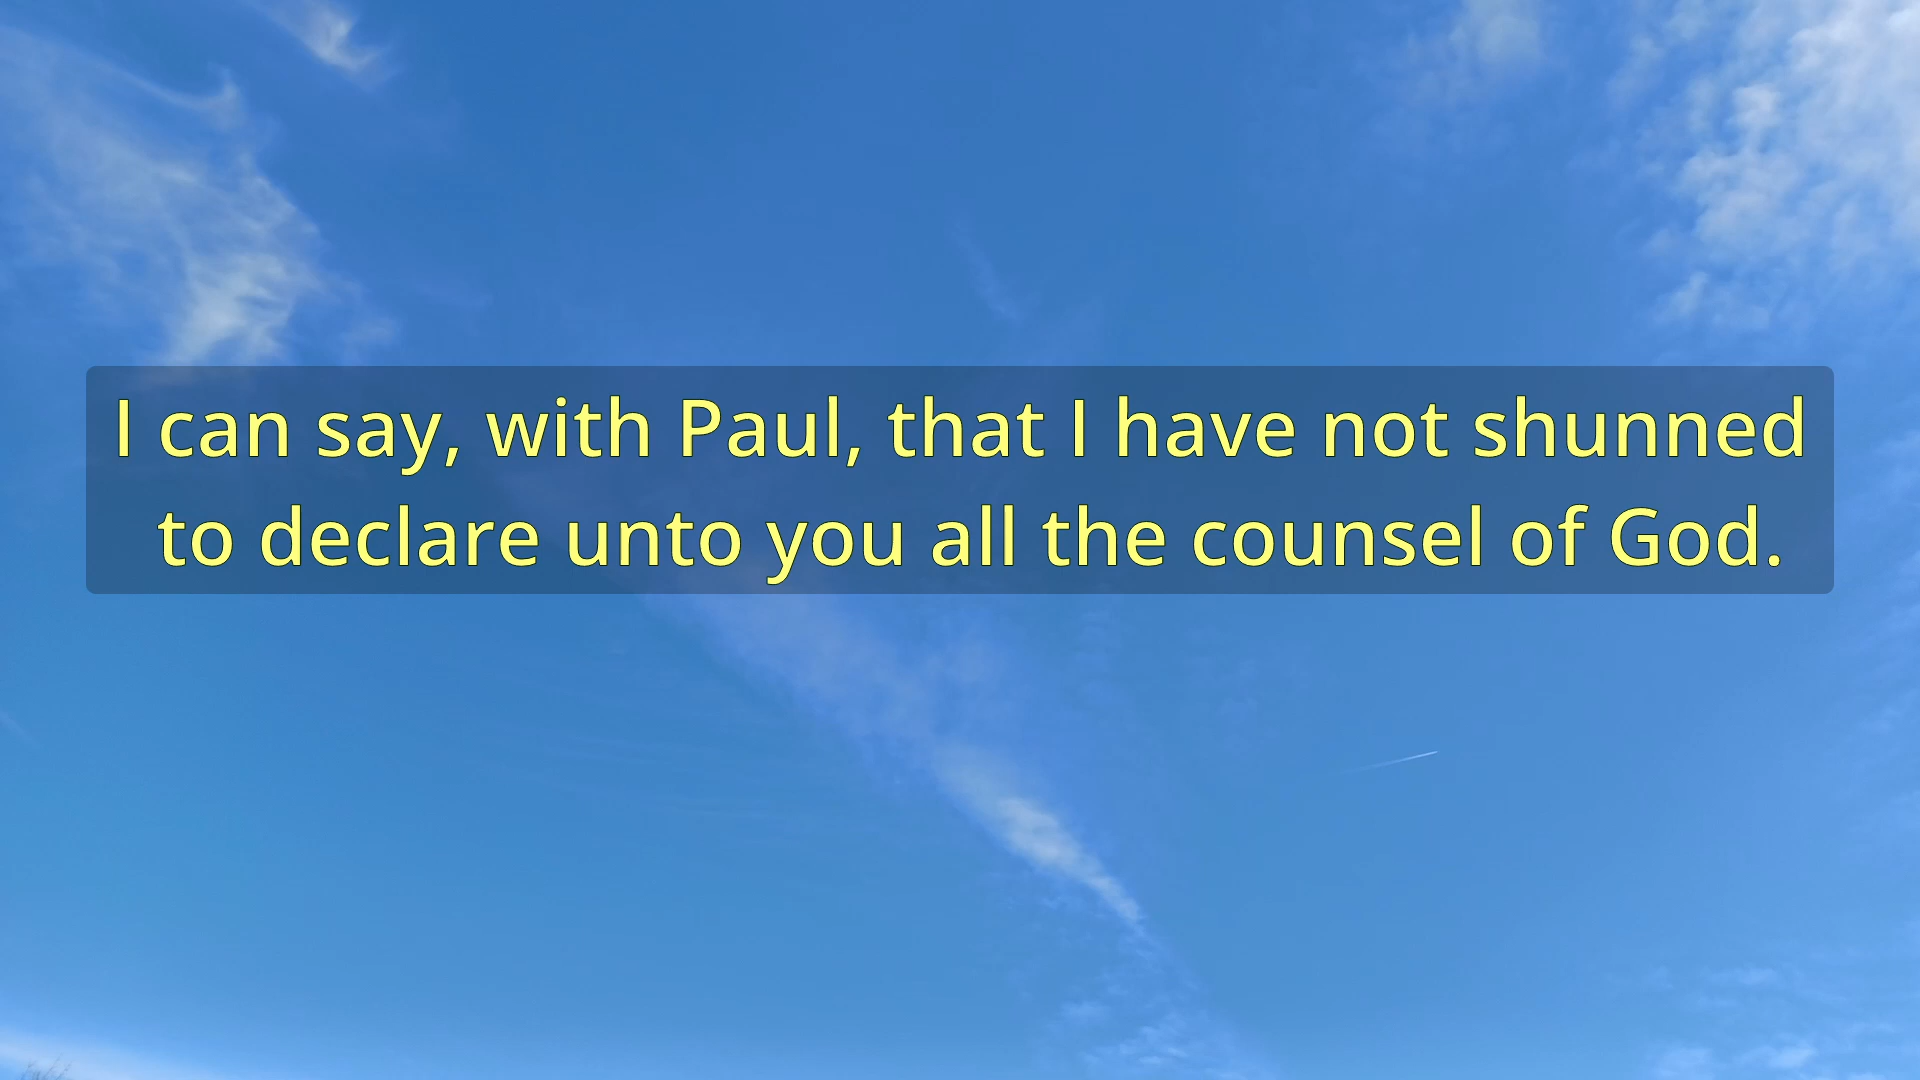 I can say, with Paul, that I have not shunned
to declare unto you all the counsel of God.